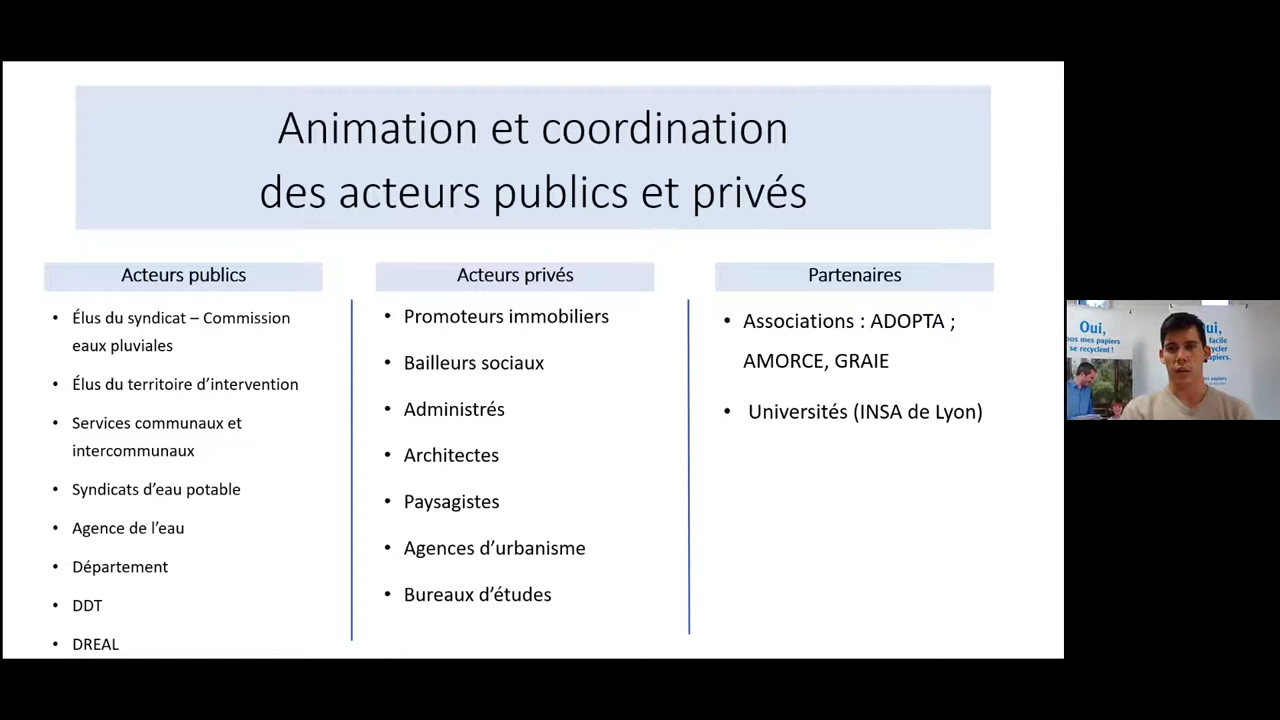 Animation et coordination
des acteurs publics et privés
Acteurs publics
• Élus du syndicat – Commission
eaux pluviales
• Élus du territoire d'intervention
• Services communaux et
intercommunaux
• Syndicats d'eau potable
• Agence de l'eau
• Département
• DDT
• DREAL
Acteurs privés
• Promoteurs immobiliers
• Bailleurs sociaux
• Administrés
• Architectes
• Paysagistes
• Agences d'urbanisme
• Bureaux d'études
Partenaires
• Associations : ADOPTA ;
AMORCE, GRAIE
• Universités (INSA de Lyon)
Oui,
mes papiers
se recyclent !
facile